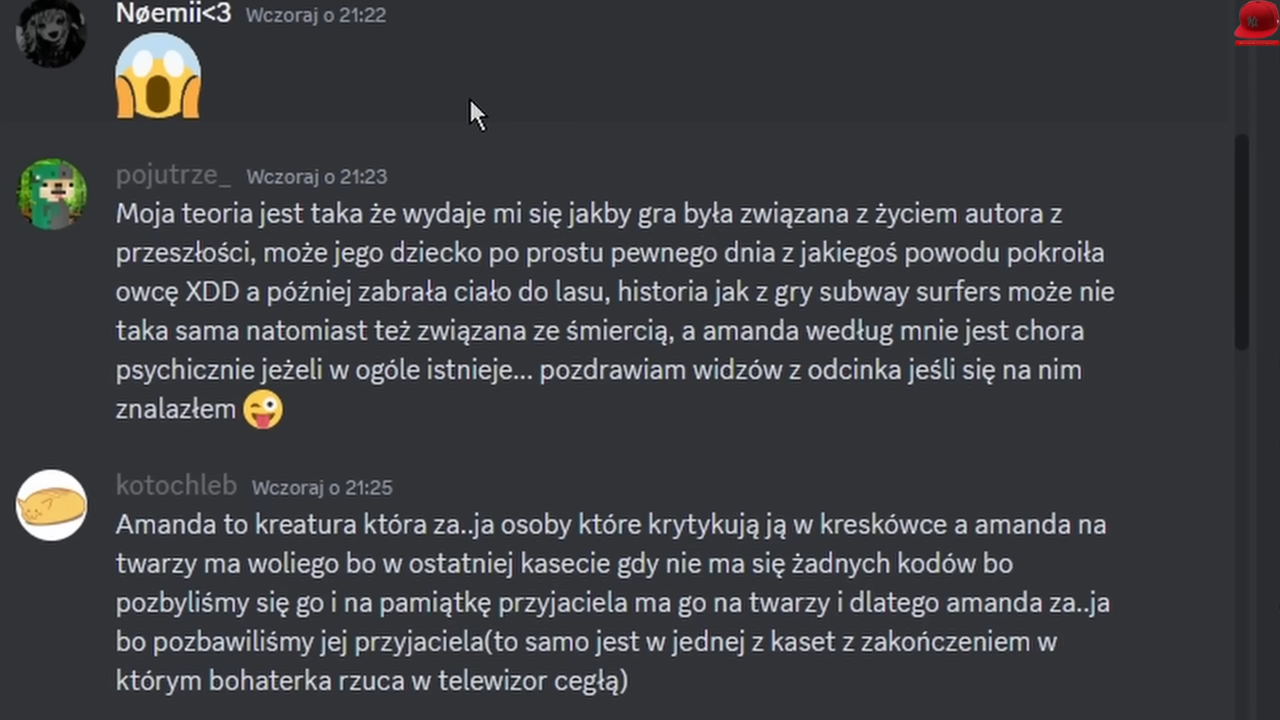 Nøemii<3 Wczoraj o 21:22
pojutrze_ Wczoraj o 21:23
Moja teoria jest taka że wydaje mi się jakby gra była związana z życiem autora z
przeszłości, może jego dziecko po prostu pewnego dnia z jakiegoś powodu pokroiła
owcę XDD a później zabrała ciało do lasu, historia jak z gry subway surfers może nie
taka sama natomiast też związana ze śmiercią, a amanda według mnie jest chora
psychicznie jeżeli w ogóle istnieje... pozdrawiam widzów z odcinka jeśli się na nim
znalazłem 😜
kotochleb Wczoraj o 21:25
Amanda to kreatura która za..ja osoby które krytykują ją w kreskówce a amanda na
twarzy ma woliego bo w ostatniej kasecie gdy nie ma się żadnych kodów bo
pozbyliśmy się go i na pamiątkę przyjaciela ma go na twarzy i dlatego amanda za..ja
bo pozbawiliśmy jej przyjaciela(to samo jest w jednej z kaset z zakończeniem w
którym bohaterka rzuca w telewizor cegłą)